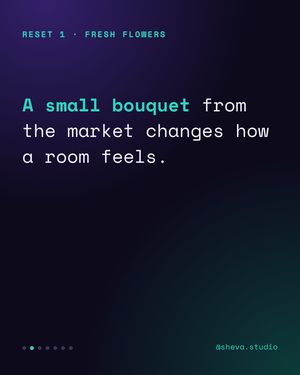 RESET 1 · FRESH FLOWERS
A small bouquet from
the market changes how
a room feels.
@sheva.studio